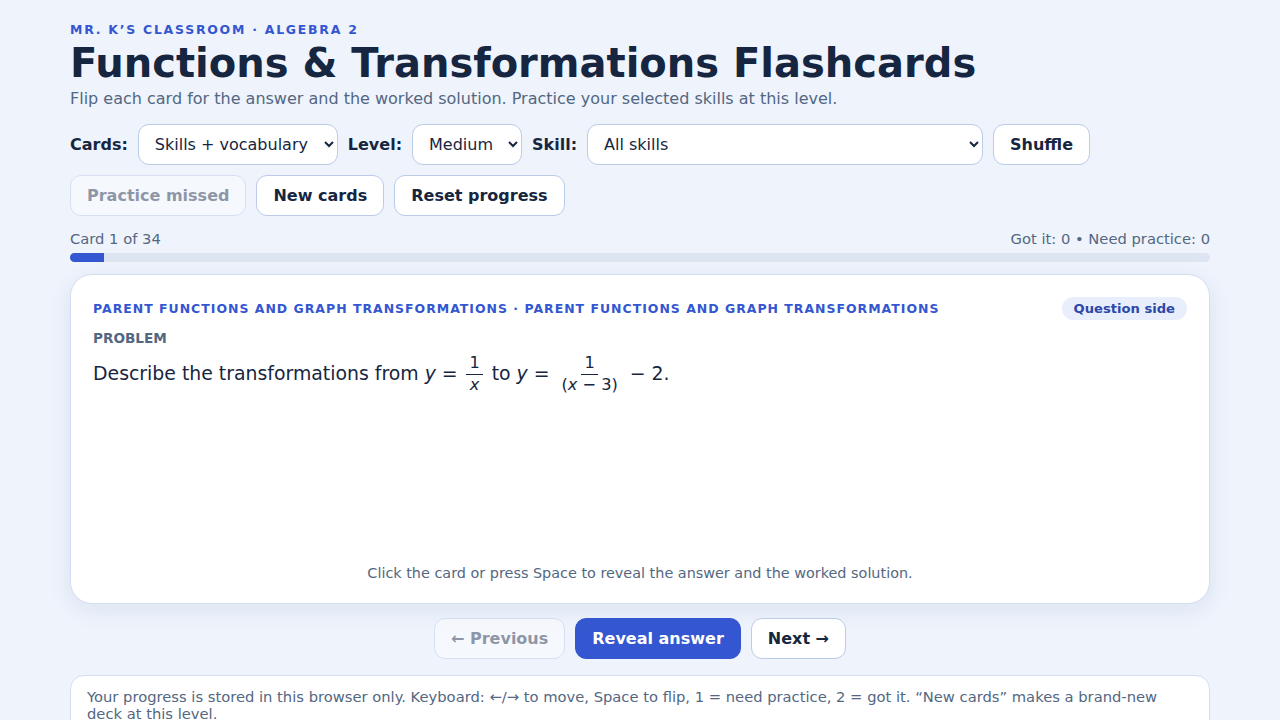 MR. K’S CLASSROOM · ALGEBRA 2
Functions & Transformations Flashcards
Flip each card for the answer and the worked solution. Practice your selected skills at this level.
Cards: Skills + vocabulary Level: Medium Skill: All skills Shuffle
Practice missed New cards Reset progress
Card 1 of 34 Got it: 0 • Need practice: 0
PARENT FUNCTIONS AND GRAPH TRANSFORMATIONS · PARENT FUNCTIONS AND GRAPH TRANSFORMATIONS Question side
PROBLEM
Describe the transformations from y = 1/x to y = 1/(x − 3) − 2.
Click the card or press Space to reveal the answer and the worked solution.
← Previous Reveal answer Next →
Your progress is stored in this browser only. Keyboard: ←/→ to move, Space to flip, 1 = need practice, 2 = got it. “New cards” makes a brand-new
deck at this level.